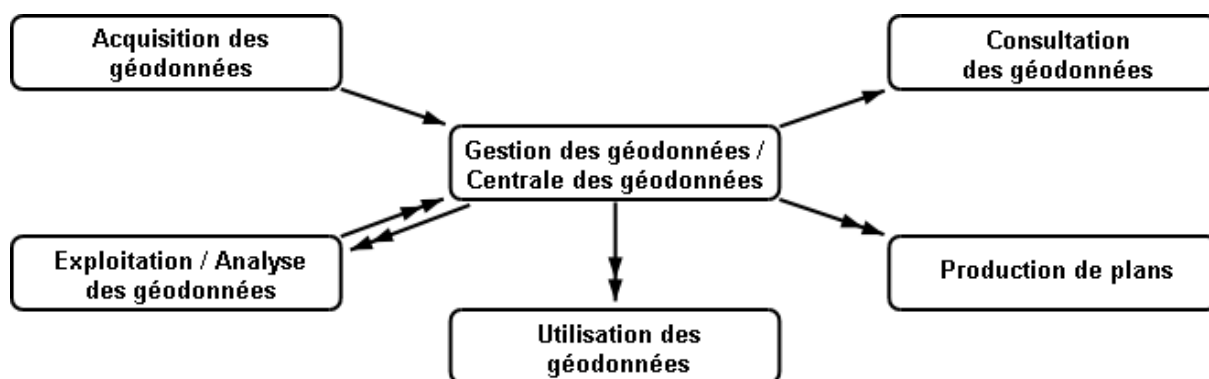 Acquisition des
géodonnées
Consultation
des géodonnées
Gestion des géodonnées /
Centrale des géodonnées
Exploitation / Analyse
des géodonnées
Production de plans
Utilisation des
géodonnées